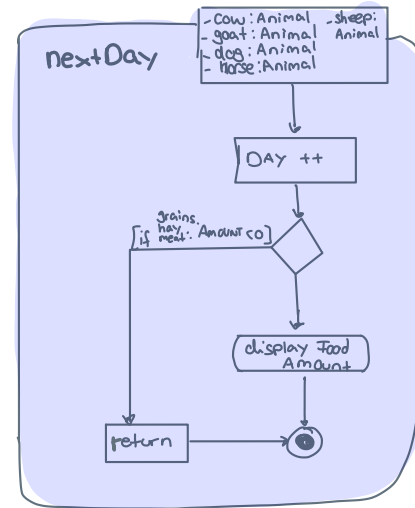 -cow:Animal
-goat:Animal
-dog:Animal
-horse:Animal
-sheep:
Animal
nextDay
DAY ++
grains.
hay,
[if meat: AMOUNT <0]
display Food
Amount
return